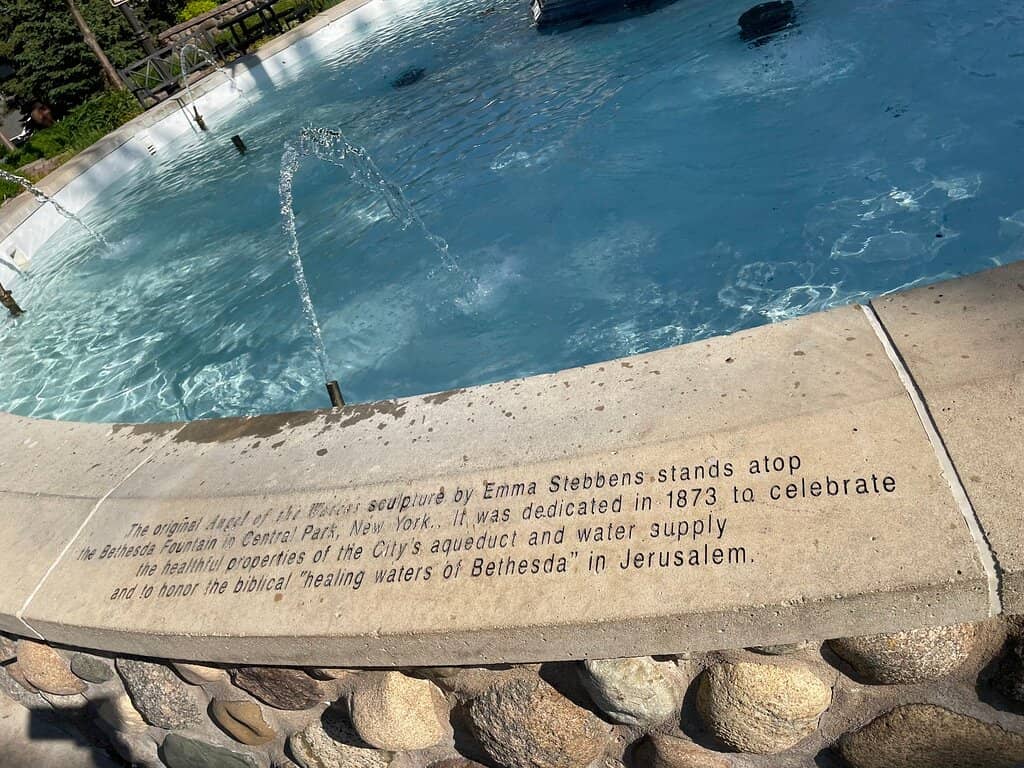 The original Angel of the Waters sculpture by Emma Stebbens stands atop
the Bethesda Fountain in Central Park, New York.. It was dedicated in 1873 to celebrate
the healthful properties of the City's aqueduct and water supply
and to honor the biblical "healing waters of Bethesda" in Jerusalem.